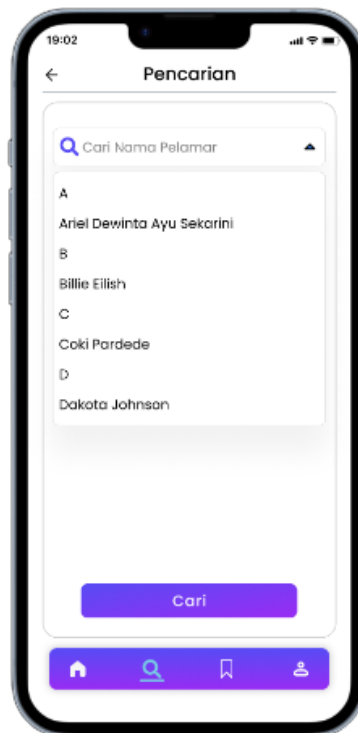 19:02
Pencarian
Cari Nama Pelamar
A
Ariel Dewinta Ayu Sekarini
B
Billie Eilish
C
Coki Pardede
D
Dakota Johnson
Cari